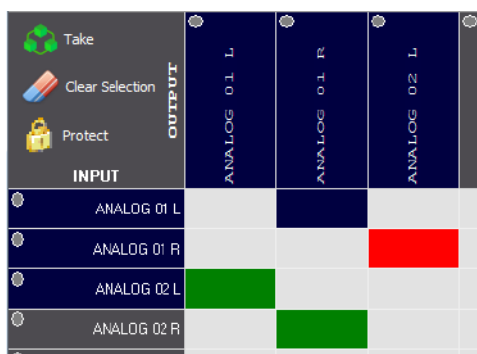 Take
Clear Selection
Protect
OUTPUT
INPUT
ANALOG 01 L
ANALOG 01 R
ANALOG 02 L
ANALOG 01 L
ANALOG 01 R
ANALOG 02 L
ANALOG 02 R